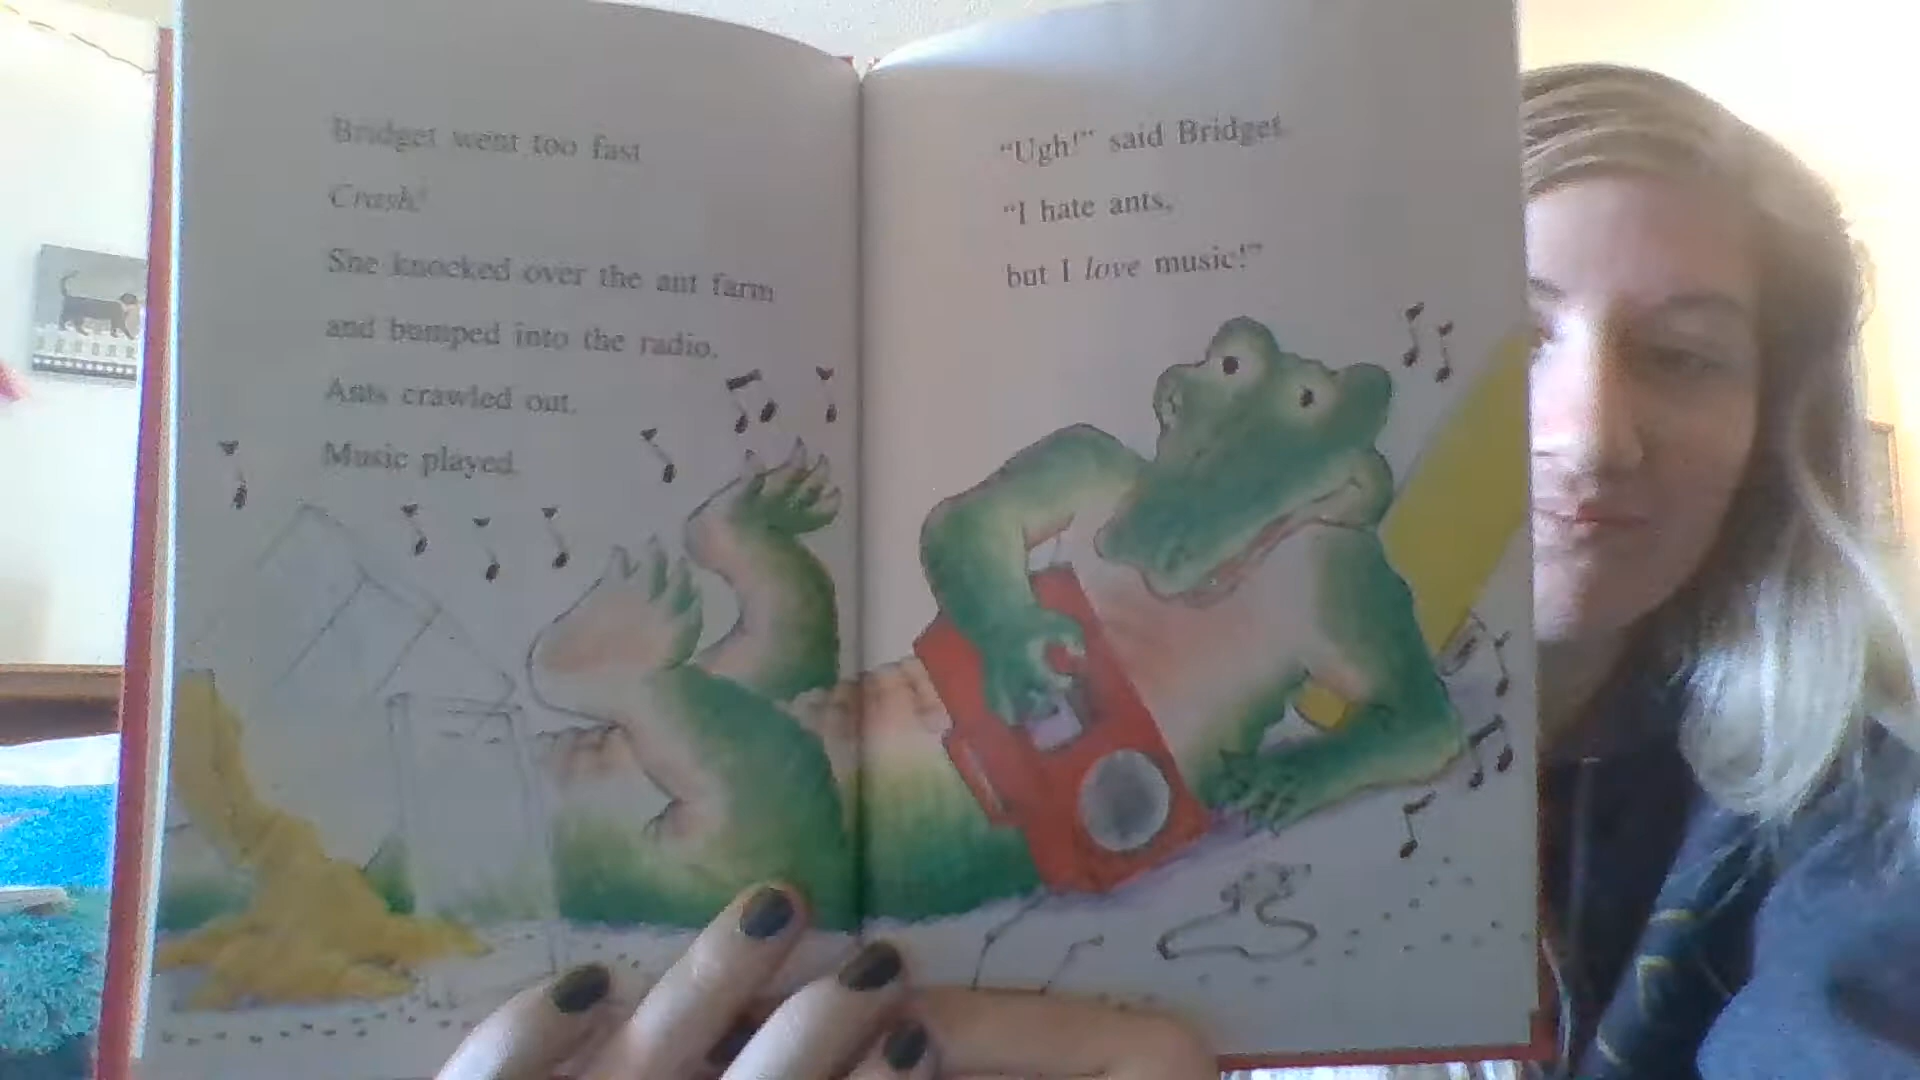 Bridget went too fast.
Crash!
She knocked over the ant farm
and bumped into the radio.
Ants crawled out.
Music played.
“Ugh!” said Bridget.
“I hate ants,
but I love music!”